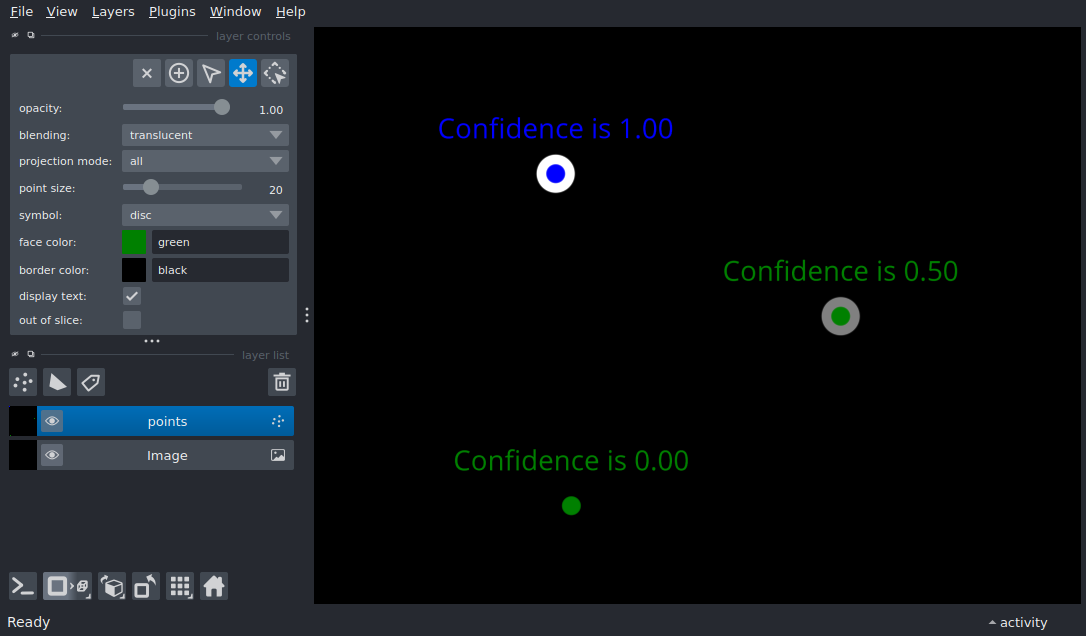 File View Layers Plugins Window Help
layer controls
opacity: 1.00
blending: translucent
projection mode: all
point size: 20
symbol: disc
face color: green
border color: black
display text:
out of slice:
layer list
points
Image
Confidence is 1.00
Confidence is 0.50
Confidence is 0.00
Ready
activity